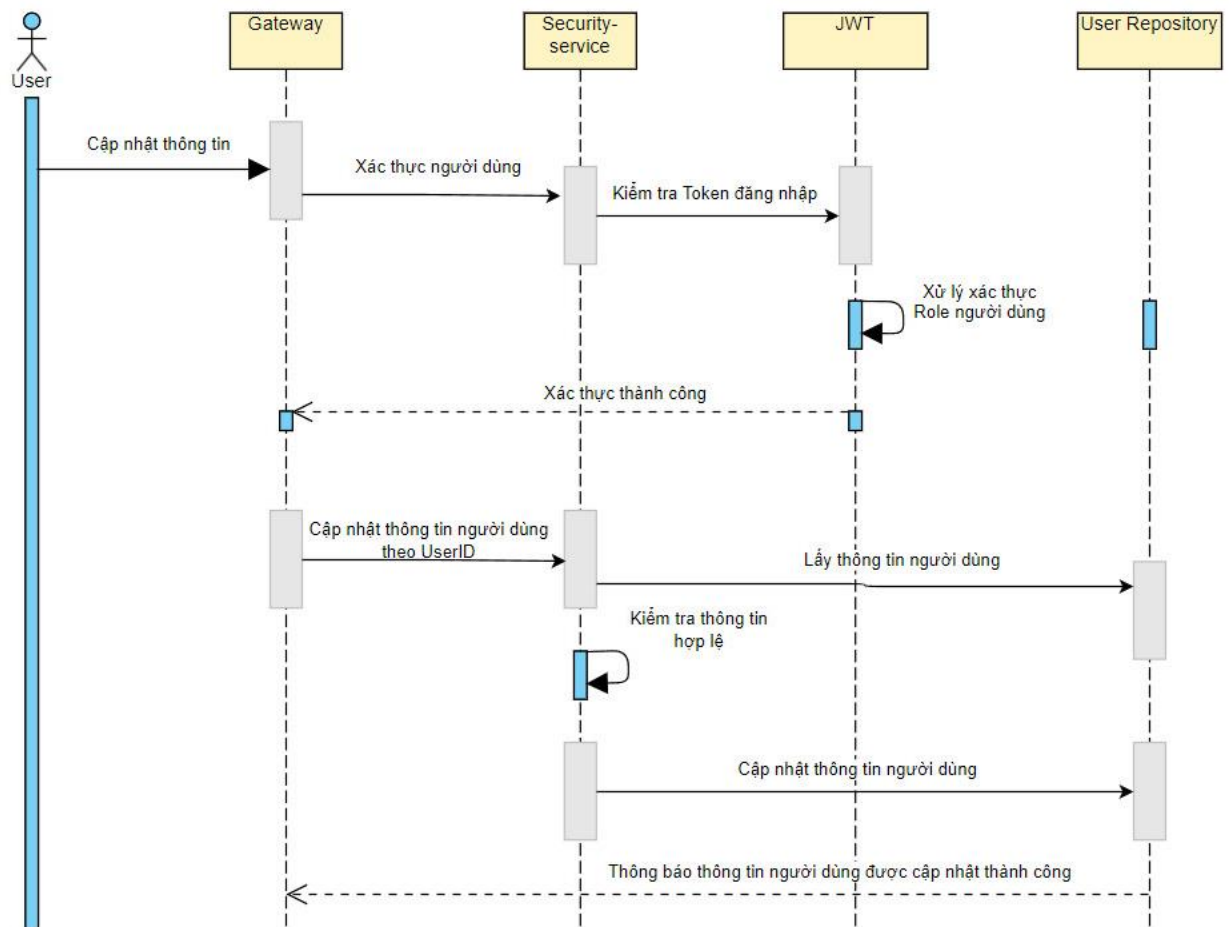 Gateway
Security-
service
JWT
User Repository
User
Cập nhật thông tin
Xác thực người dùng
Kiểm tra Token đăng nhập
Xử lý xác thực
Role người dùng
Xác thực thành công
Cập nhật thông tin người dùng
theo UserID
Lấy thông tin người dùng
Kiểm tra thông tin
hợp lệ
Cập nhật thông tin người dùng
Thông báo thông tin người dùng được cập nhật thành công